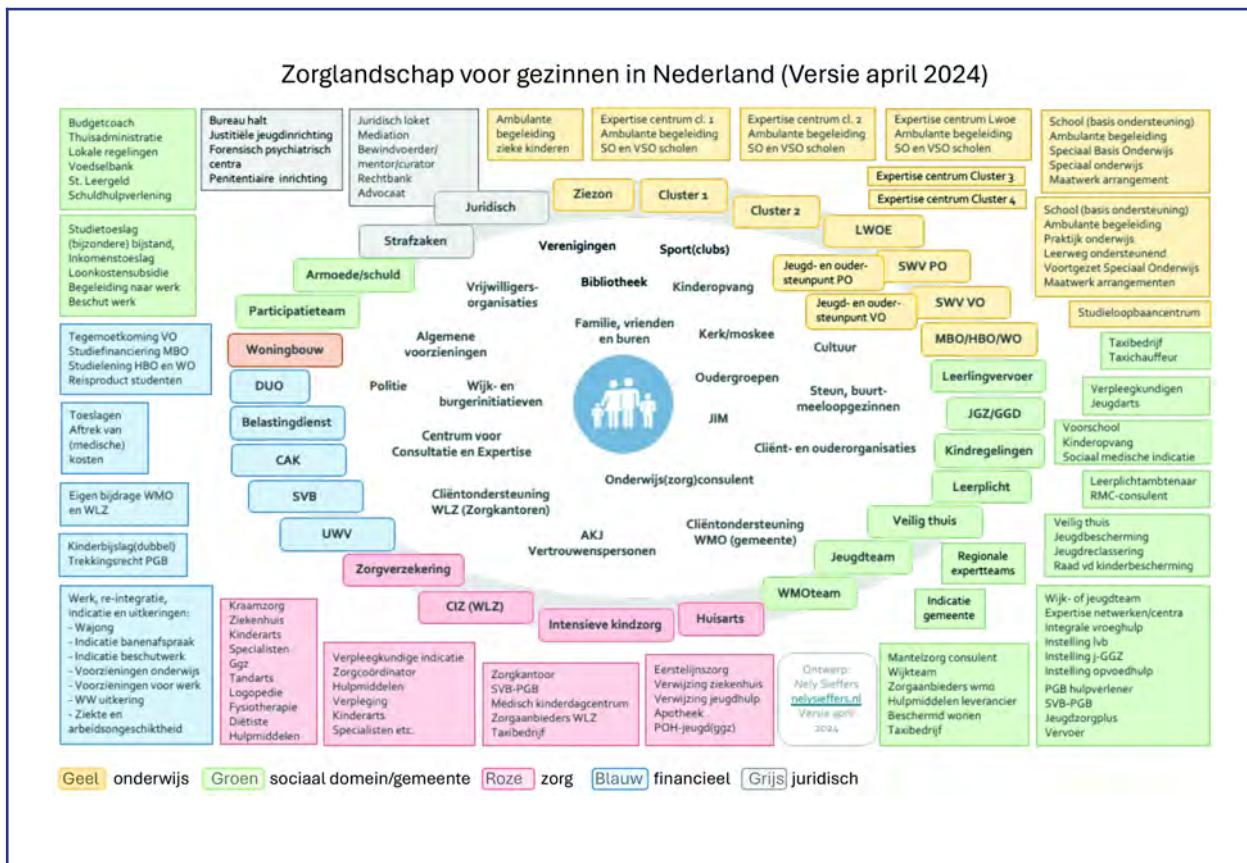 Zorglandschap voor gezinnen in Nederland (Versie april 2024)
Budgetcoach
Thuisadministratie
Lokale regelingen
Voedselbank
St. Leergeld
Schuldhulpverlening
Bureau halt
Justitiële jeugdinrichting
Forensisch psychiatrisch
centra
Penitentiaire inrichting
Juridisch loket
Mediation
Bewindvoerder/
mentor/curator
Rechtbank
Advocaat
Ambulante
begeleiding
zieke kinderen
Expertise centrum cl. 1
Ambulante begeleiding
SO en VSO scholen
Expertise centrum cl. 2
Ambulante begeleiding
SO en VSO scholen
Expertise centrum Lwoe
Ambulante begeleiding
SO en VSO scholen
Expertise centrum Cluster 3
Expertise centrum Cluster 4
School (basis ondersteuning)
Ambulante begeleiding
Speciaal Basis Onderwijs
Speciaal onderwijs
Maatwerk arrangement
School (basis ondersteuning)
Ambulante begeleiding
Praktijk onderwijs
Leerweg ondersteunend
Voortgezet Speciaal Onderwijs
Maatwerk arrangementen
Studieloopbaancentrum
Taxibedrijf
Taxichauffeur
Verpleegkundigen
Jeugdarts
Voorschool
Kinderopvang
Sociaal medische indicatie
Leerplichtambtenaar
RMC-consulent
Veilig thuis
Jeugdbescherming
Jeugdreclassering
Raad vd kinderbescherming
Wijk- of jeugdteam
Expertise netwerken/centra
Integrale vroeghulp
Instelling lvb
Instelling j-GGZ
Instelling opvoedhulp
PGB hulpverlener
SVB-PGB
Jeugdzorgplus
Vervoer
Studietoeslag
(bijzondere) bijstand,
Inkomenstoeslag
Loonkostensubsidie
Begeleiding naar werk
Beschut werk
Tegemoetkoming VO
Studiefinanciering MBO
Studielening HBO en WO
Reisproduct studenten
Toeslagen
Aftrek van
(medische)
kosten
Eigen bijdrage WMO
en WLZ
Kinderbijslag(dubbel)
Trekkingsrecht PGB
Werk, re-integratie,
indicatie en uitkeringen:
- Wajong
- Indicatie banenafspraak
- Indicatie beschutwerk
- Voorzieningen onderwijs
- Voorzieningen voor werk
- WW uitkering
- Ziekte en
arbeidsongeschiktheid
Kraamzorg
Ziekenhuis
Kinderarts
Specialisten
Ggz
Tandarts
Logopedie
Fysiotherapie
Diëtiste
Hulpmiddelen
Verpleegkundige indicatie
Zorgcoördinator
Hulpmiddelen
Verpleging
Kinderarts
Specialisten etc.
Zorgkantoor
SVB-PGB
Medisch kinderdagcentrum
Zorgaanbieders WLZ
Taxibedrijf
Eerstelijnszorg
Verwijzing ziekenhuis
Verwijzing jeugdhulp
Apotheek
POH-jeugd(ggz)
Ontwerp:
Nely Sieffers
nelysieffers.nl
Versie april
2024
Mantelzorg consulent
Wijkteam
Zorgaanbieders wmo
Hulpmiddelen leverancier
Beschermd wonen
Taxibedrijf
Juridisch
Strafzaken
Armoede/schuld
Participatieteam
Woningbouw
DUO
Belastingdienst
CAK
SVB
UWV
Zorgverzekering
CIZ (WLZ)
Intensieve kindzorg
Huisarts
WMOteam
Jeugdteam
Veilig thuis
Regionale
expertteams
Indicatie
gemeente
Leerplicht
Kindregelingen
JGZ/GGD
Leerlingvervoer
MBO/HBO/WO
SWV VO
SWV PO
LWOE
Cluster 2
Cluster 1
Ziezon
Jeugd- en ouder-
steunpunt PO
Jeugd- en ouder-
steunpunt VO
Verenigingen
Sport(clubs)
Bibliotheek
Kinderopvang
Vrijwilligers-
organisaties
Familie, vrienden
en buren
Kerk/moskee
Cultuur
Algemene
voorzieningen
Oudergroepen
Politie
Wijk- en
burgerinitiatieven
Steun, buurt-
meeloopgezinnen
JIM
Centrum voor
Consultatie en Expertise
Cliënt- en ouderorganisaties
Onderwijs(zorg)consulent
Cliëntondersteuning
WLZ (Zorgkantoren)
AKJ
Vertrouwenspersonen
Cliëntondersteuning
WMO (gemeente)
Geel onderwijs Groen sociaal domein/gemeente Roze zorg Blauw financieel Grijs juridisch